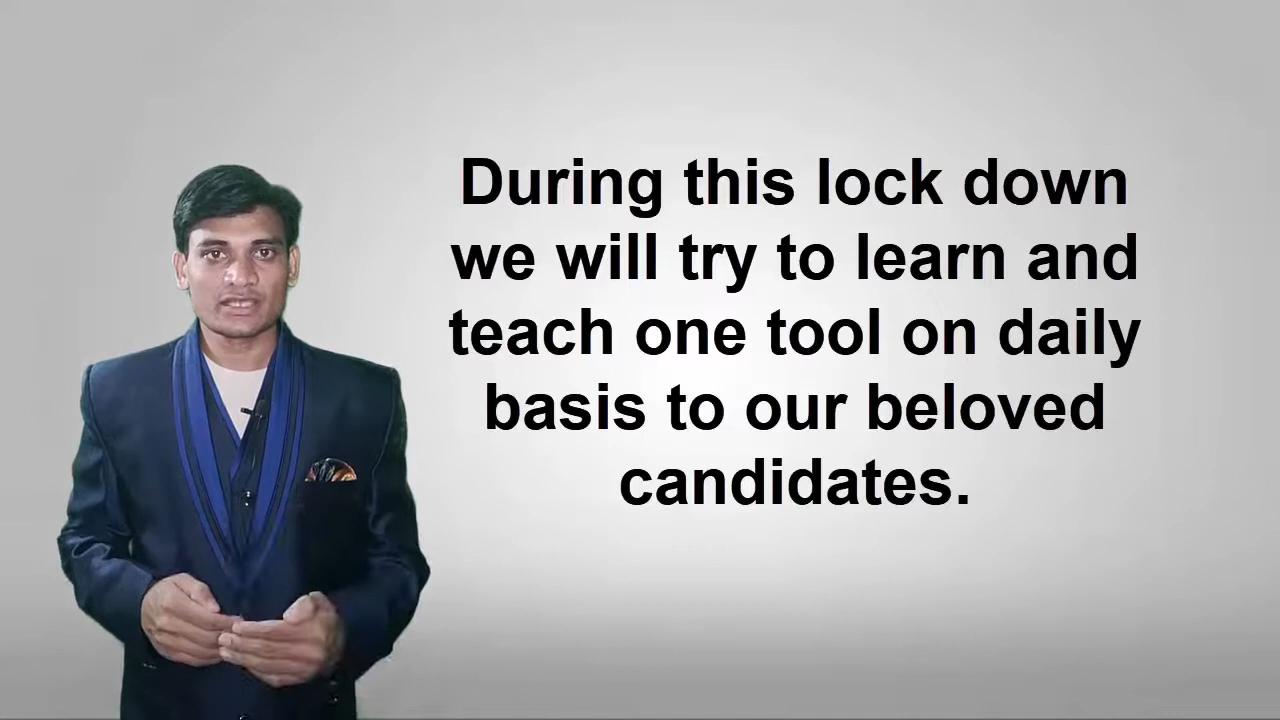 During this lock down
we will try to learn and
teach one tool on daily
basis to our beloved
candidates.